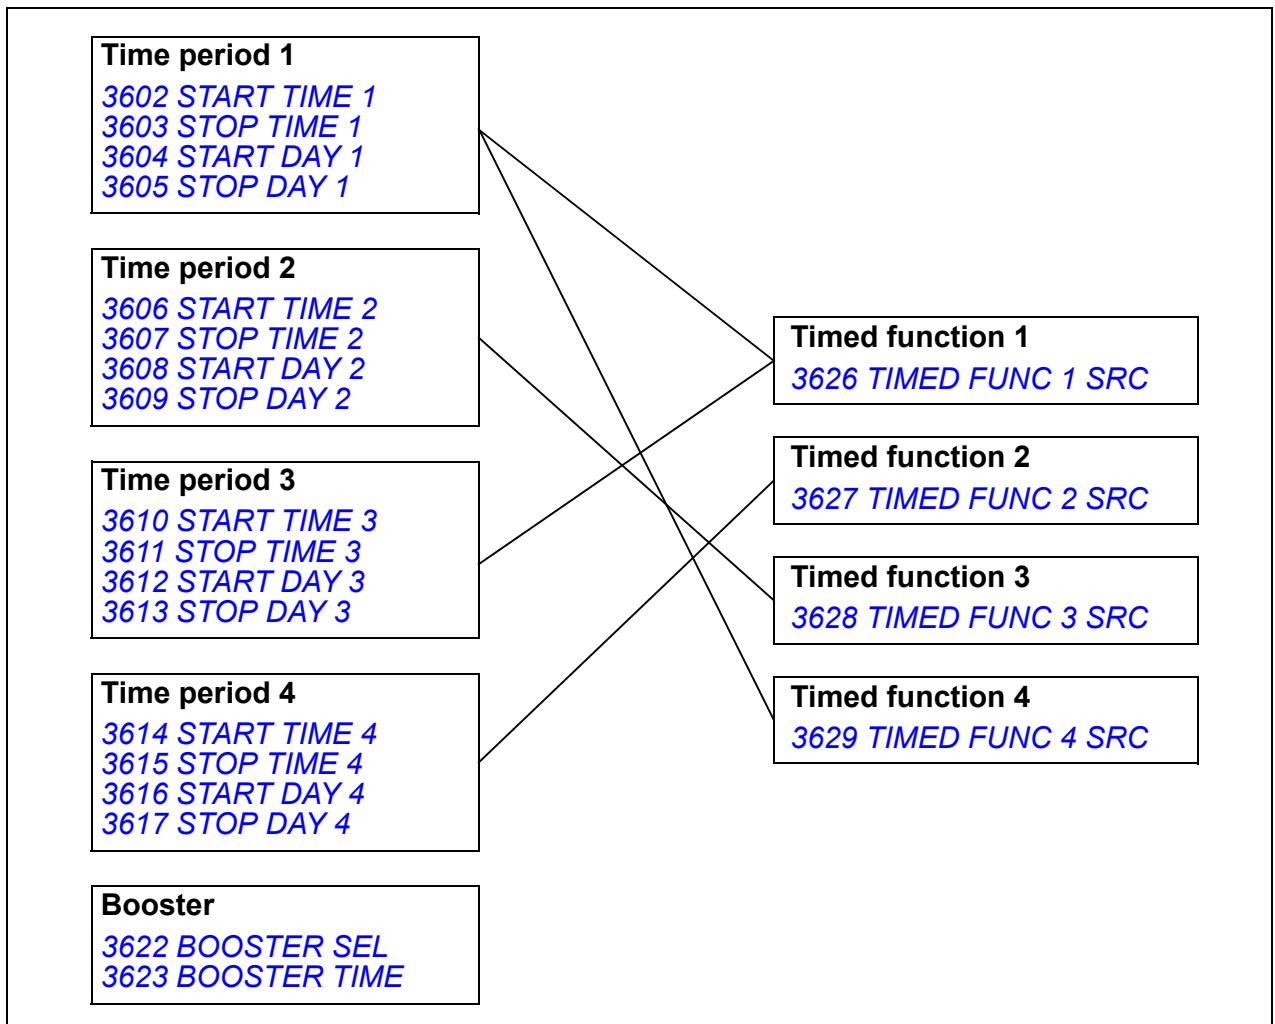 Time period 1
3602 START TIME 1
3603 STOP TIME 1
3604 START DAY 1
3605 STOP DAY 1
Time period 2
3606 START TIME 2
3607 STOP TIME 2
3608 START DAY 2
3609 STOP DAY 2
Time period 3
3610 START TIME 3
3611 STOP TIME 3
3612 START DAY 3
3613 STOP DAY 3
Time period 4
3614 START TIME 4
3615 STOP TIME 4
3616 START DAY 4
3617 STOP DAY 4
Booster
3622 BOOSTER SEL
3623 BOOSTER TIME
Timed function 1
3626 TIMED FUNC 1 SRC
Timed function 2
3627 TIMED FUNC 2 SRC
Timed function 3
3628 TIMED FUNC 3 SRC
Timed function 4
3629 TIMED FUNC 4 SRC